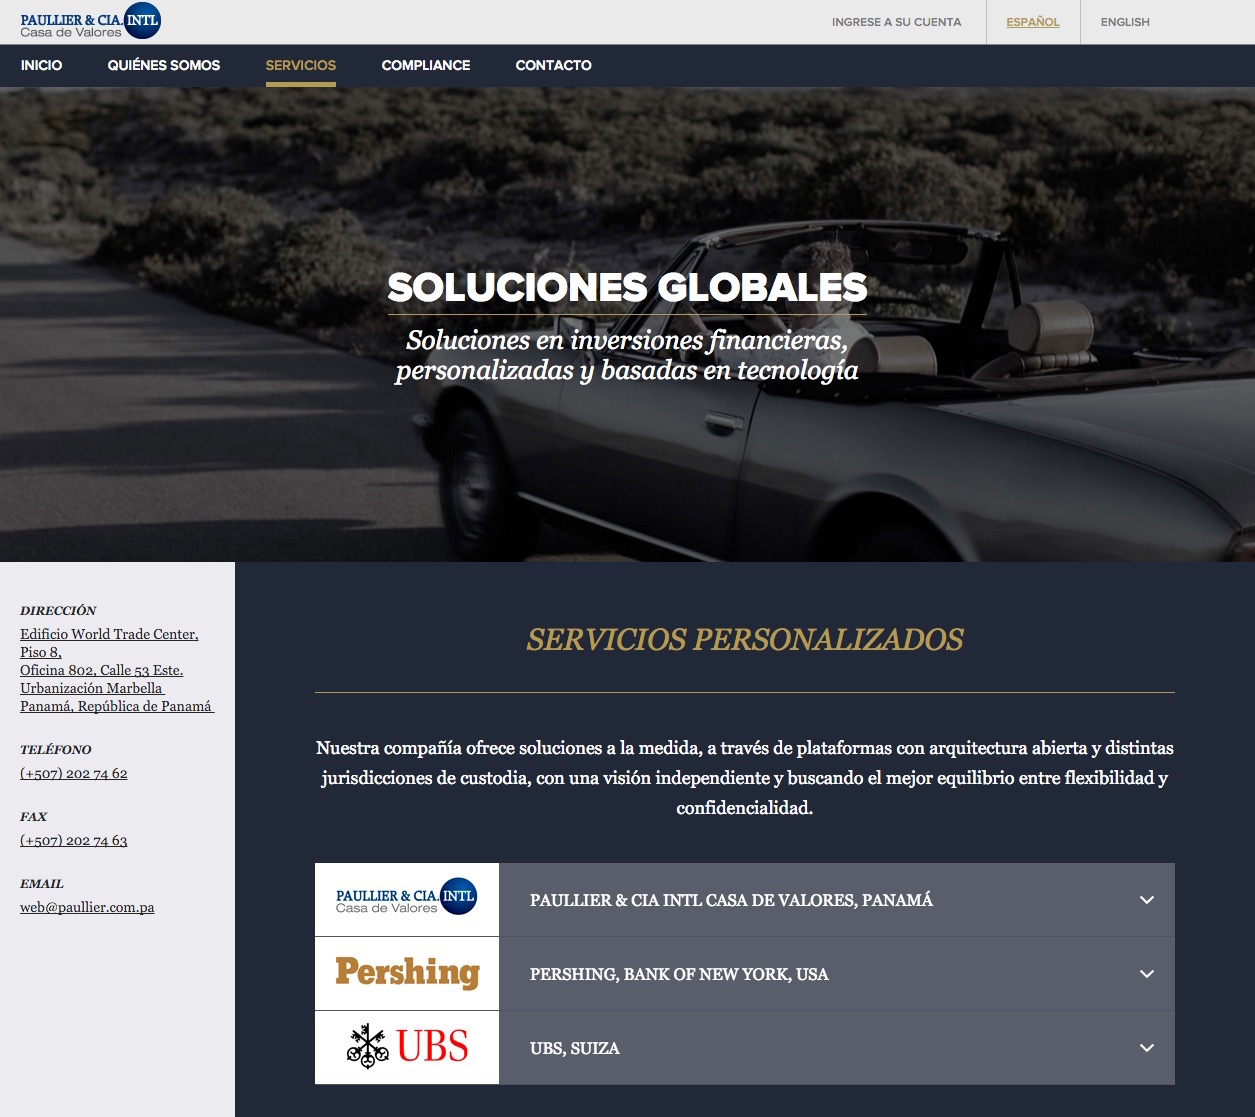 PAULLIER & CIA. INTL
Casa de Valores
INGRESE A SU CUENTA
ESPAÑOL
ENGLISH
INICIO
QUIÉNES SOMOS
SERVICIOS
COMPLIANCE
CONTACTO
SOLUCIONES GLOBALES
Soluciones en inversiones financieras,
personalizadas y basadas en tecnología
DIRECCIÓN
Edificio World Trade Center,
Piso 8,
Oficina 802, Calle 53 Este.
Urbanización Marbella
Panamá, República de Panamá
TELÉFONO
(+507) 202 74 62
FAX
(+507) 202 74 63
EMAIL
web@paullier.com.pa
SERVICIOS PERSONALIZADOS
Nuestra compañía ofrece soluciones a la medida, a través de plataformas con arquitectura abierta y distintas
jurisdicciones de custodia, con una visión independiente y buscando el mejor equilibrio entre flexibilidad y
confidencialidad.
PAULLIER & CIA. INTL
Casa de Valores
PAULLIER & CIA INTL CASA DE VALORES, PANAMÁ
Pershing
PERSHING, BANK OF NEW YORK, USA
UBS
UBS, SUIZA